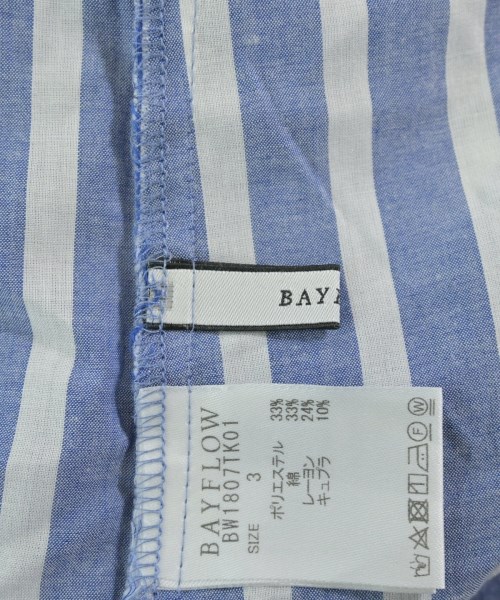 BAY
BAYFLOW
BW1807TK01
SIZE 3
ポリエステル 33%
綿 33%
レーヨン 24%
キュプラ 10%